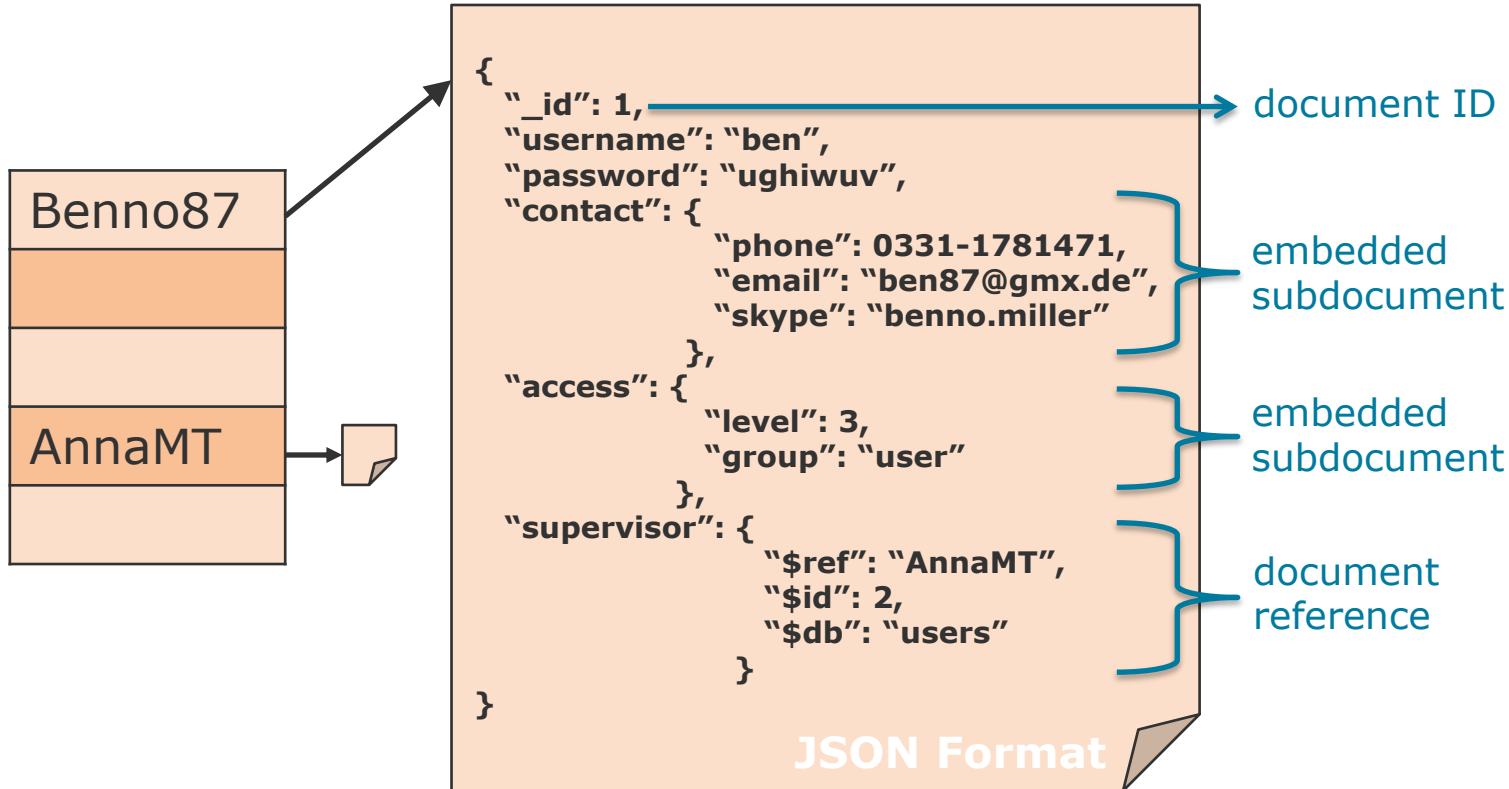 Benno87
AnnaMT
{
“_id”: 1,
“username”: “ben”,
“password”: “ughiwuv”,
“contact”: {
“phone”: 0331-1781471,
“email”: “ben87@gmx.de”,
“skype”: “benno.miller”
},
“access”: {
“level”: 3,
“group”: “user”
},
“supervisor”: {
“$ref”: “AnnaMT”,
“$id”: 2,
“$db”: “users”
}
}
JSON Format
document ID
embedded
subdocument
embedded
subdocument
document
reference